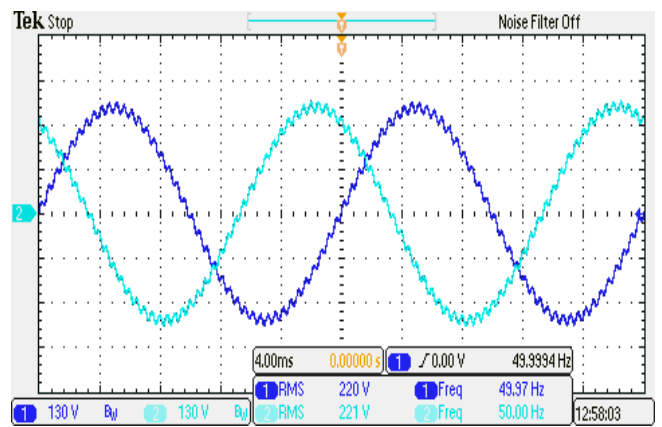 Tek Stop Noise Filter Off
T
T
2
4.00ms 0.00000 s 1 ∫ 0.00 V 49.9994 Hz
1 RMS 220 V 1 Freq 49.97 Hz
1 130 V BW 2 130 V BW 2 RMS 221 V 2 Freq 50.00 Hz 12:58:03